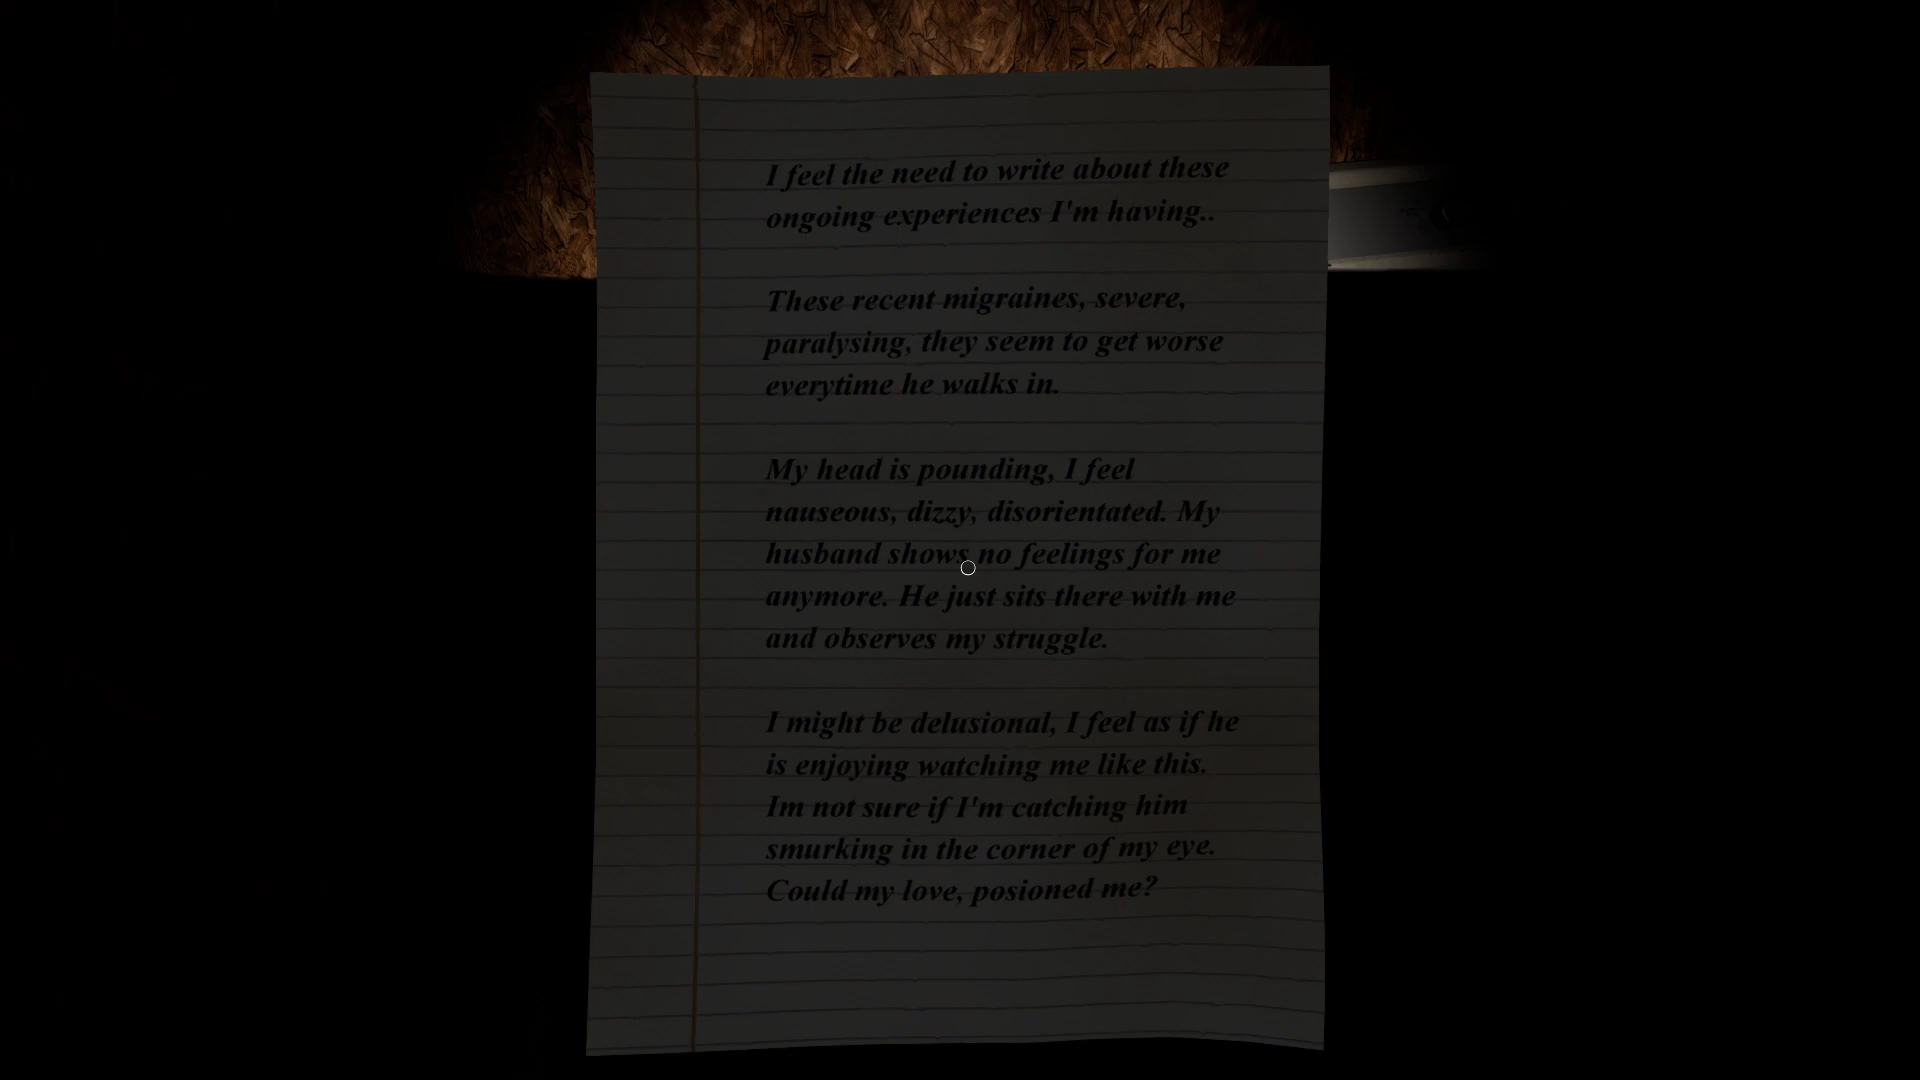 I feel the need to write about these
ongoing experiences I'm having..
These recent migraines, severe,
paralysing, they seem to get worse
everytime he walks in.
My head is pounding, I feel
nauseous, dizzy, disorientated. My
husband shows no feelings for me
anymore. He just sits there with me
and observes my struggle.
I might be delusional, I feel as if he
is enjoying watching me like this.
Im not sure if I'm catching him
smurking in the corner of my eye.
Could my love, posioned me?